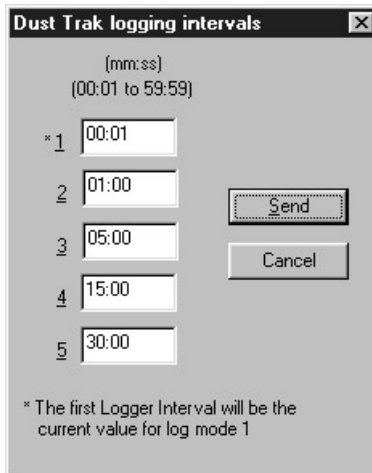 Dust Trak logging intervals
(mm:ss)
(00:01 to 59:59)
* 1 00:01
2 01:00
3 05:00
4 15:00
5 30:00
Send
Cancel
* The first Logger Interval will be the
current value for log mode 1